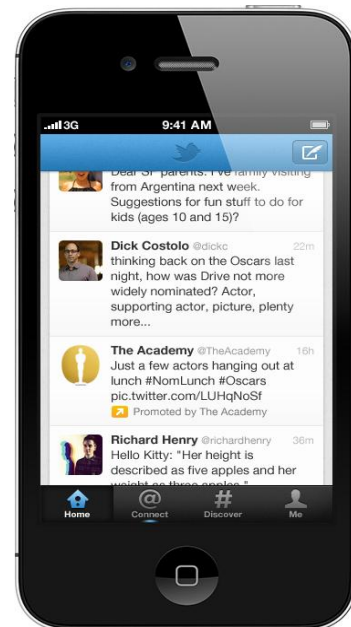 3G 9:41 AM
Dear SF parents: I've family visiting
from Argentina next week.
Suggestions for fun stuff to do for
kids (ages 10 and 15)?
Dick Costolo @dickc 22m
thinking back on the Oscars last
night, how was Drive not more
widely nominated? Actor,
supporting actor, picture, plenty
more...
The Academy @TheAcademy 16h
Just a few actors hanging out at
lunch #NomLunch #Oscars
pic.twitter.com/LUHqNoSf
Promoted by The Academy
Richard Henry @richardhenry 36m
Hello Kitty: "Her height is
described as five apples and her
weight as three apples."
Home
Connect
Discover
Me